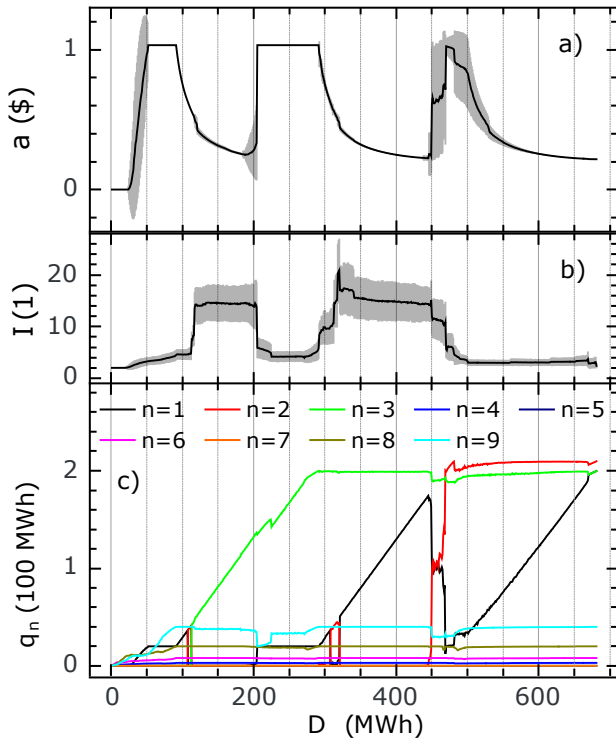 a)
a ($)
1
0
b)
I (1)
20
10
0
n=1 n=2 n=3 n=4 n=5
n=6 n=7 n=8 n=9
c)
qn (100 MWh)
2
1
0
0 200 400 600
D (MWh)